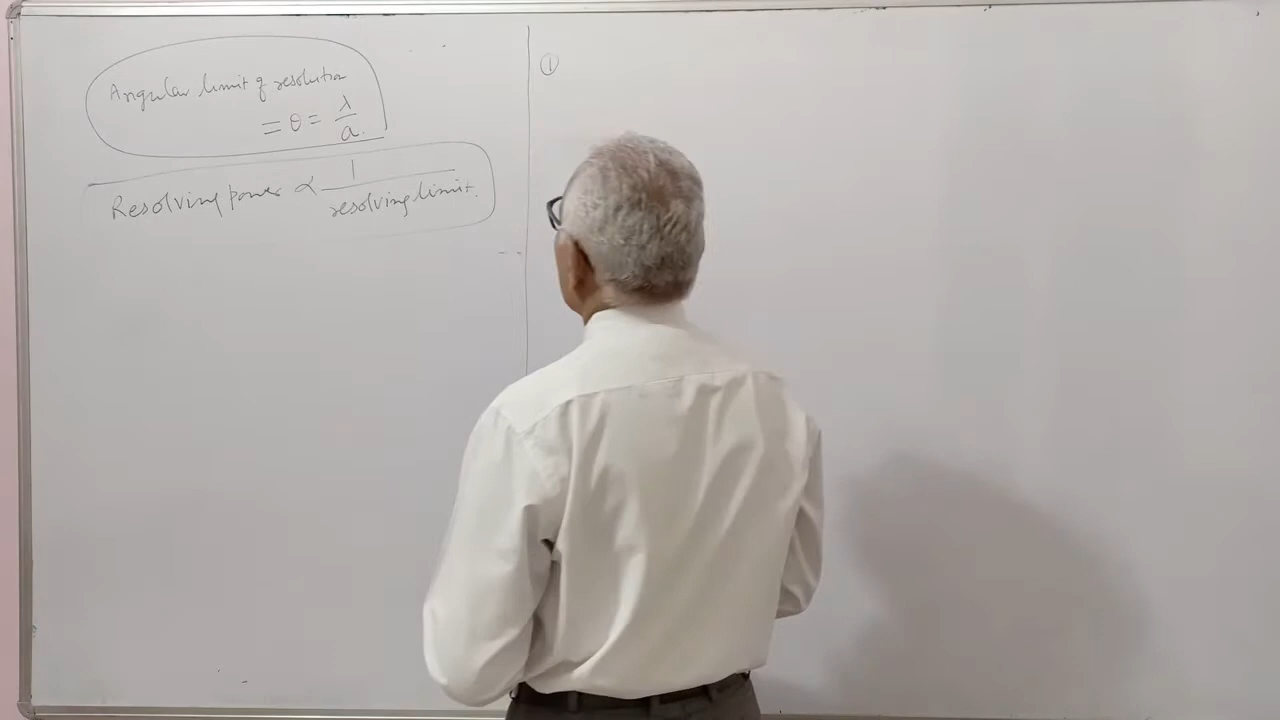 Angular limit of resolution
= θ = λ/a.
Resolving power ∝ 1/resolving limit.
①